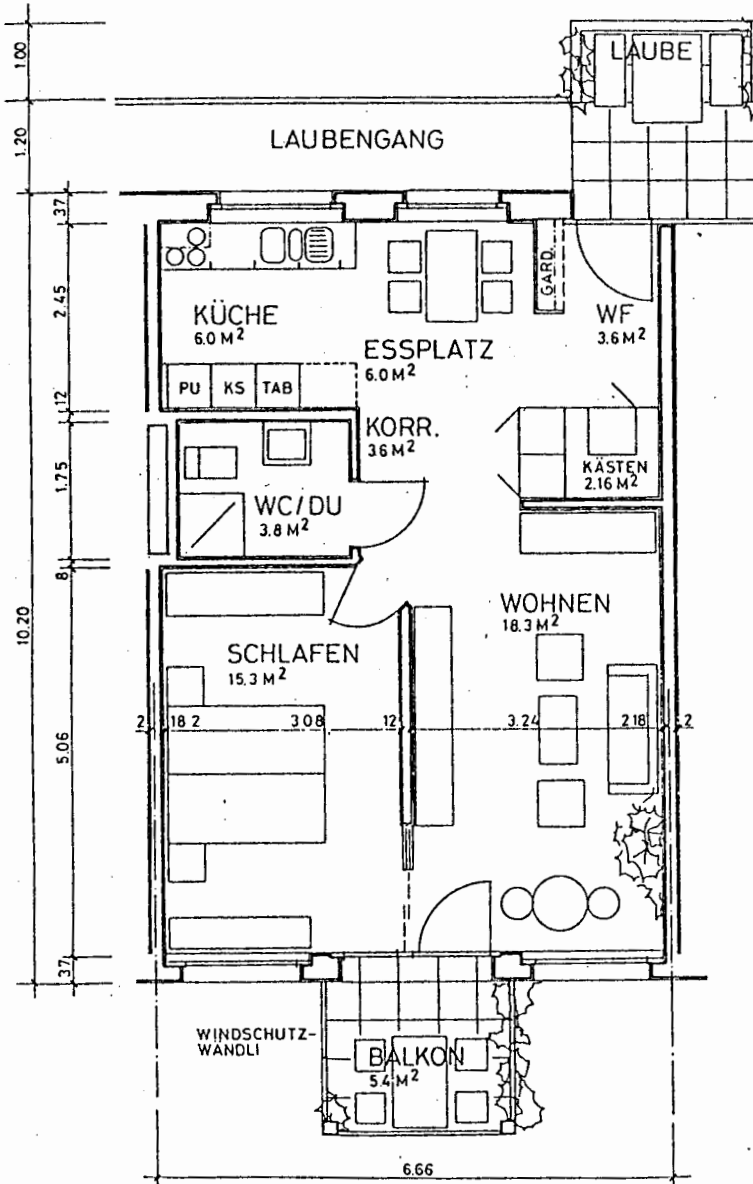 LAUBE
1.00
1.20
LAUBENGANG
37
GARD.
KÜCHE
6.0 M²
WF
3.6 M²
2.45
ESSPLATZ
6.0 M²
PU KS TAB
12
KORR.
3.6 M²
KÄSTEN
2.16 M²
1.75
WC/DU
3.8 M²
8
10.20
WOHNEN
18.3 M²
SCHLAFEN
15.3 M²
2 18 2 3.08 12 3.24 2 18 2
5.06
37
WINDSCHUTZ-
WÄNDLI
BALKON
5.4 M²
6.66